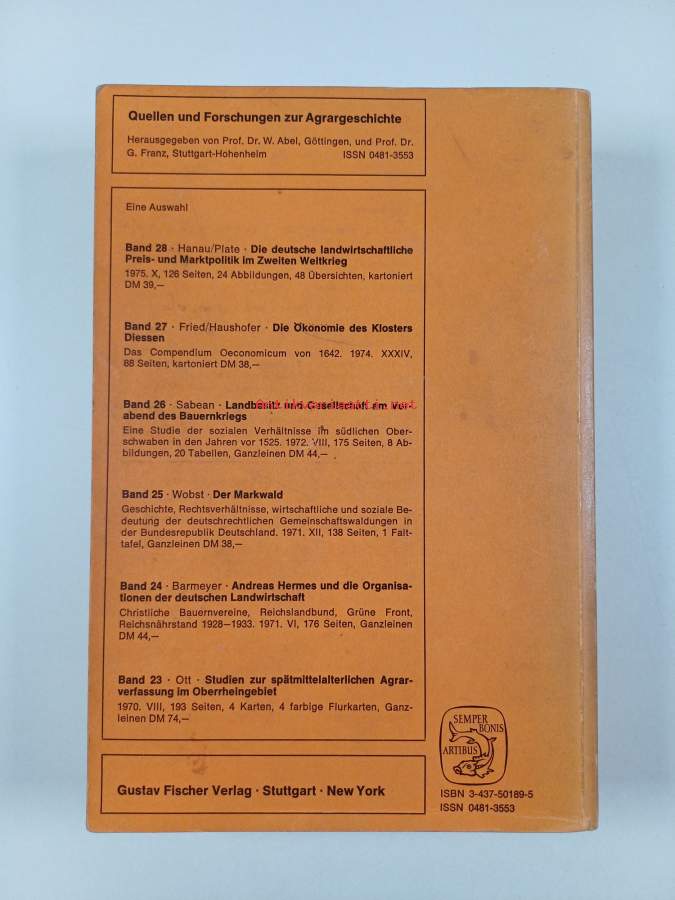 Quellen und Forschungen zur Agrargeschichte
Herausgegeben von Prof. Dr. W. Abel, Göttingen, und Prof. Dr.
G. Franz, Stuttgart-Hohenheim ISSN 0481-3553
Eine Auswahl
Band 28 · Hanau/Plate · Die deutsche landwirtschaftliche
Preis- und Marktpolitik im Zweiten Weltkrieg
1975. X, 126 Seiten, 24 Abbildungen, 48 Übersichten, kartoniert
DM 39,—
Band 27 · Fried/Haushofer · Die Ökonomie des Klosters
Diessen
Das Compendium Oeconomicum von 1642. 1974. XXXIV,
88 Seiten, kartoniert DM 38,—
Band 26 · Sabean · Landbesitz und Gesellschaft am Vor-
abend des Bauernkriegs
Eine Studie der sozialen Verhältnisse im südlichen Ober-
schwaben in den Jahren vor 1525. 1972. VIII, 175 Seiten, 8 Ab-
bildungen, 20 Tabellen, Ganzleinen DM 44,—
Band 25 · Wobst · Der Markwald
Geschichte, Rechtsverhältnisse, wirtschaftliche und soziale Be-
deutung der deutschrechtlichen Gemeinschaftswaldungen in
der Bundesrepublik Deutschland. 1971. XII, 138 Seiten, 1 Falt-
tafel, Ganzleinen DM 38,—
Band 24 · Barmeyer · Andreas Hermes und die Organisa-
tionen der deutschen Landwirtschaft
Christliche Bauernvereine, Reichslandbund, Grüne Front,
Reichsnährstand 1928—1933. 1971. VI, 176 Seiten, Ganzleinen
DM 44,—
Band 23 · Ott · Studien zur spätmittelalterlichen Agrar-
verfassung im Oberrheingebiet
1970. VIII, 193 Seiten, 4 Karten, 4 farbige Flurkarten, Ganz-
leinen DM 74,—
Gustav Fischer Verlag · Stuttgart · New York
SEMPER
BONIS
ARTIBUS
ISBN 3-437-50189-5
ISSN 0481-3553